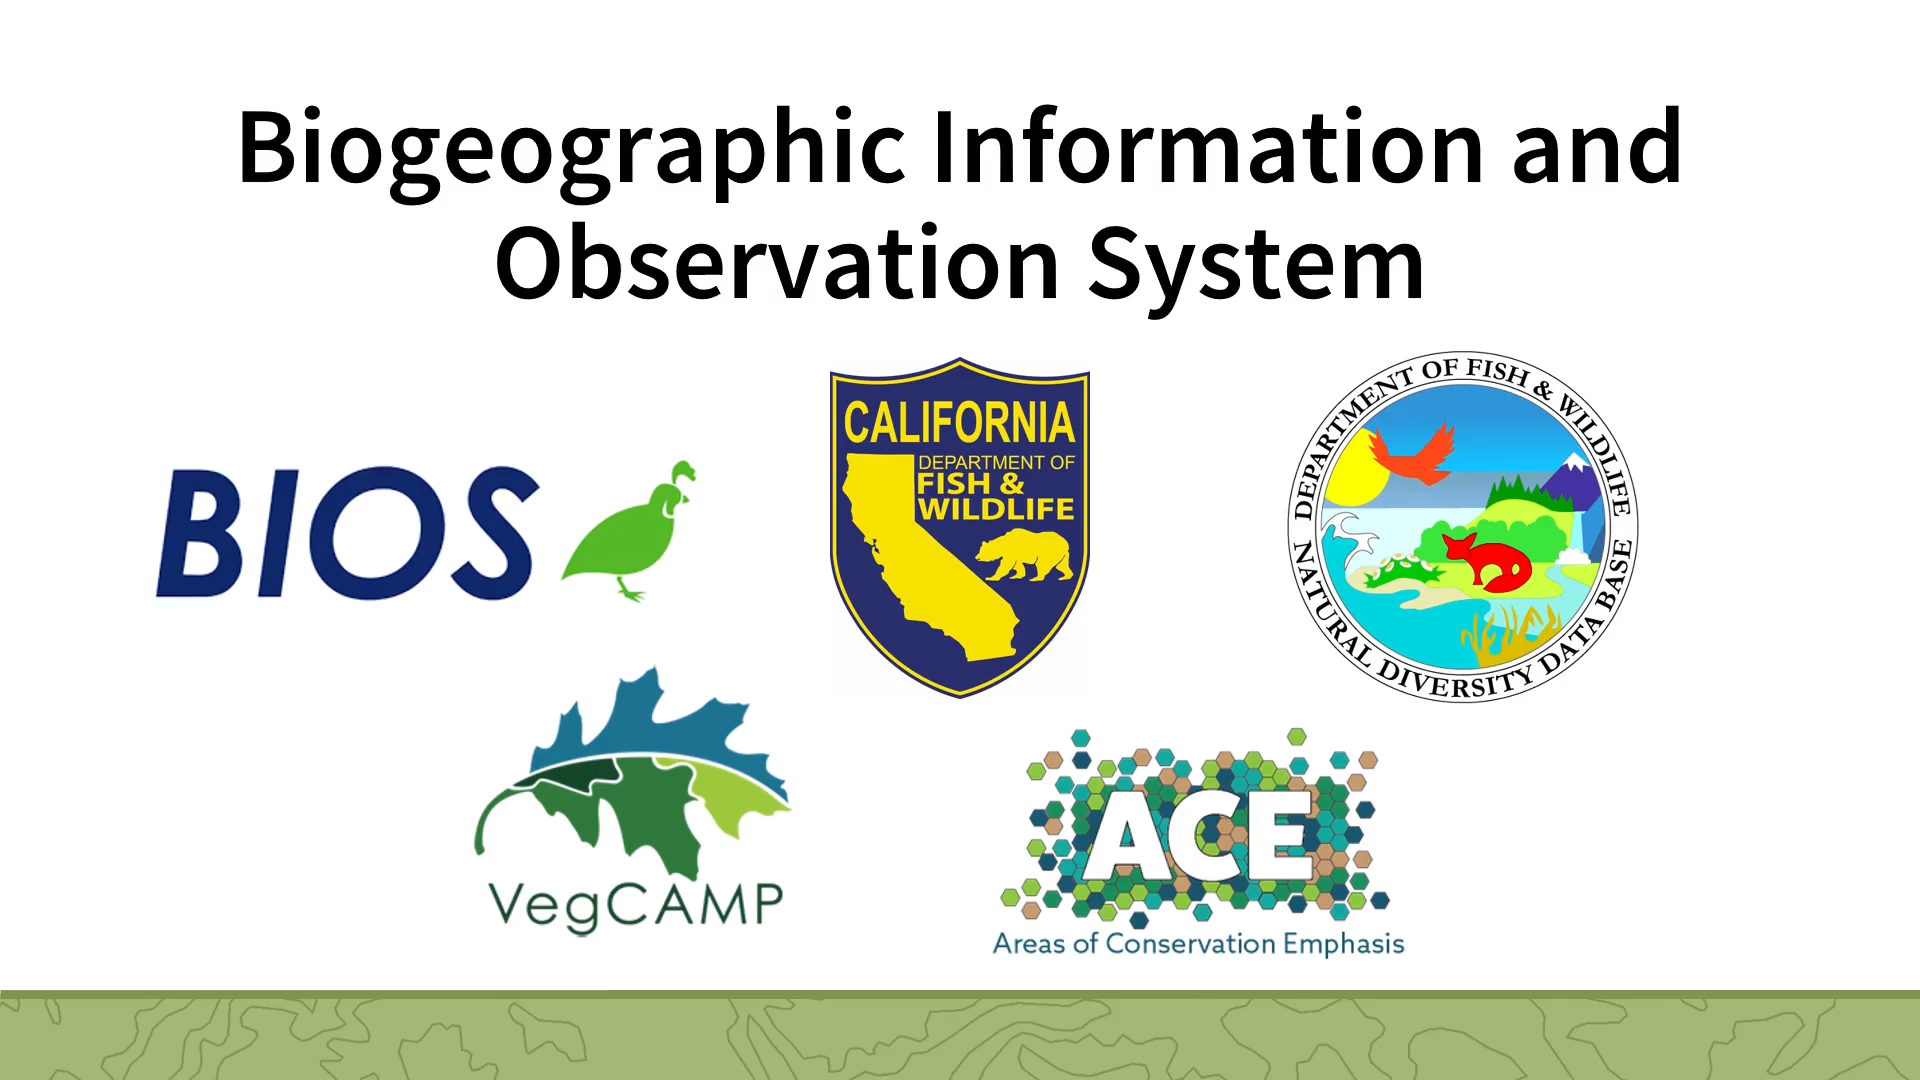 Biogeographic Information and
Observation System
BIOS
CALIFORNIA
DEPARTMENT OF
FISH &
WILDLIFE
DEPARTMENT OF FISH & WILDLIFE
NATURAL DIVERSITY DATA BASE
VegCAMP
ACE
Areas of Conservation Emphasis